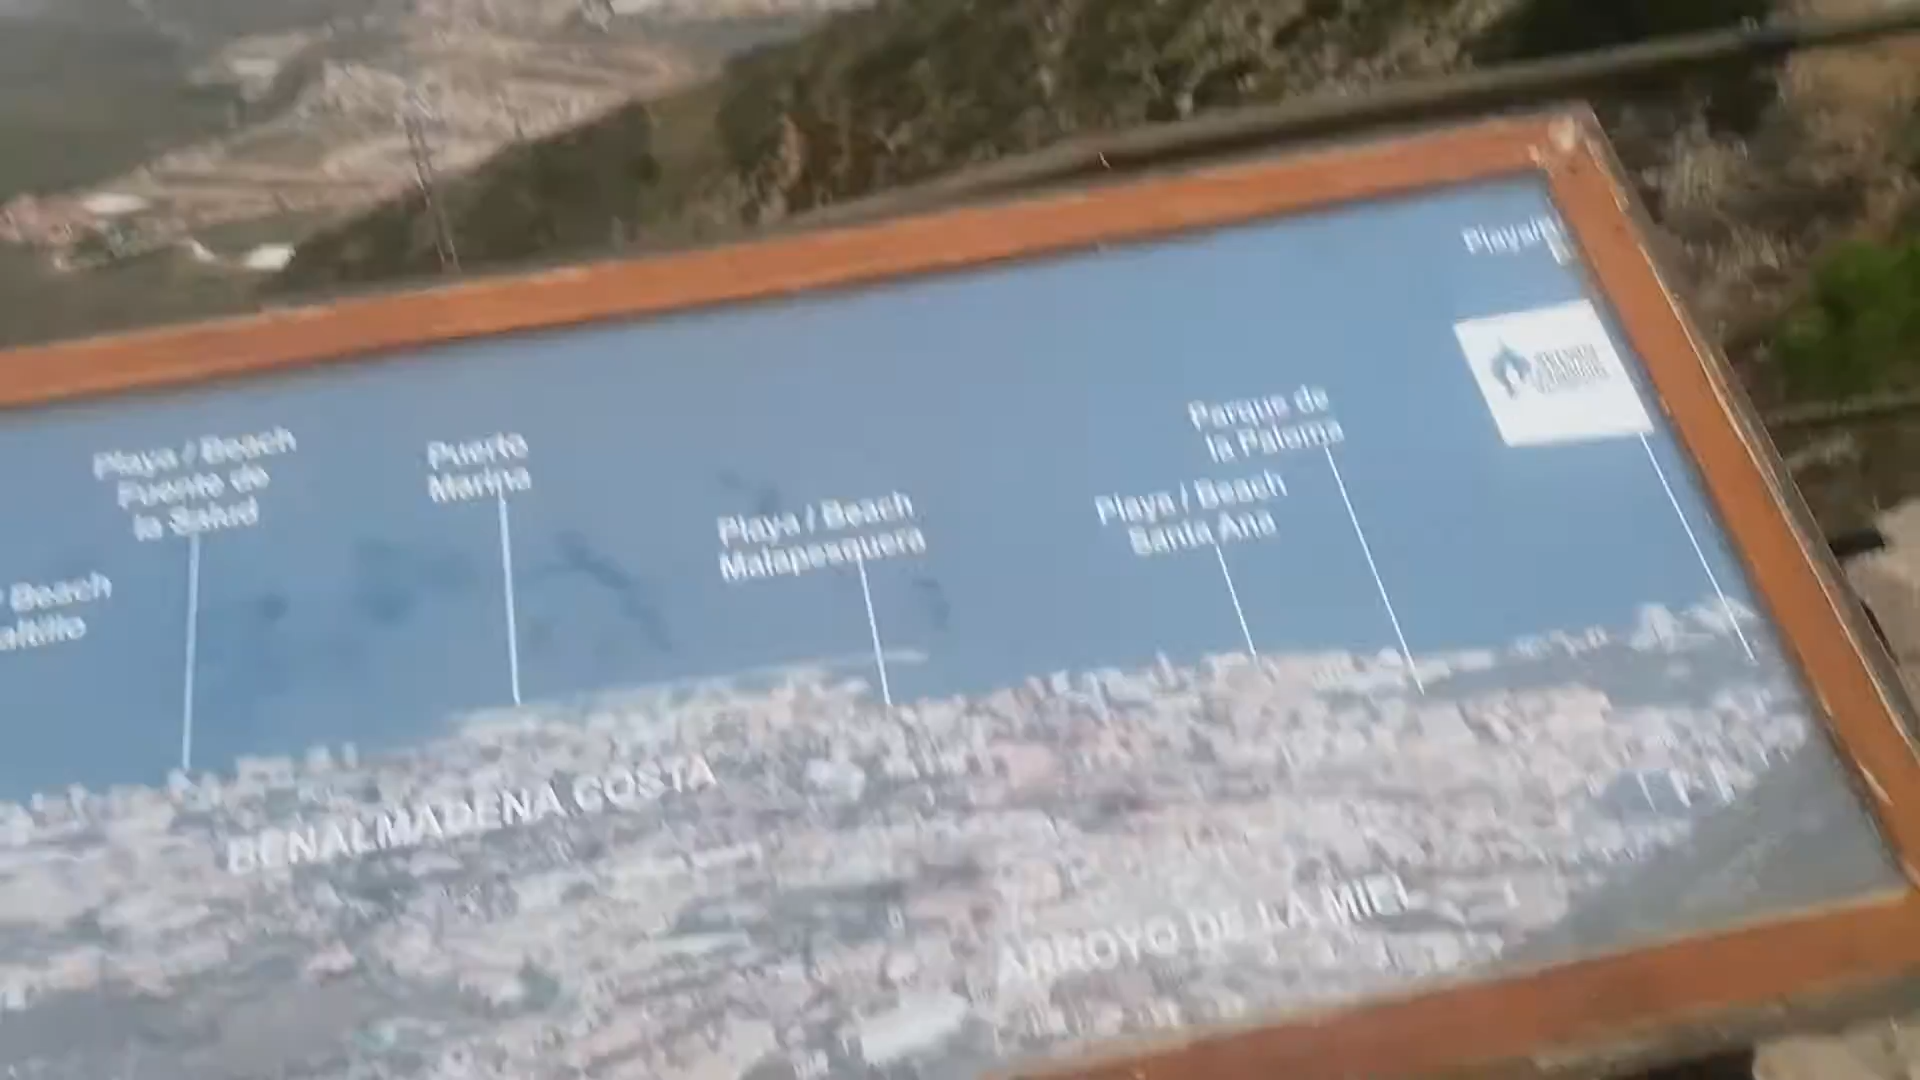 Playa / Beach
Fuente de
la Salud
Beach
Puerto
Marina
Playa / Beach
Malapesquera
Playa / Beach
Santa Ana
Parque de
la Paloma
BENALMADENA COSTA
ARROYO DE LA MIEL